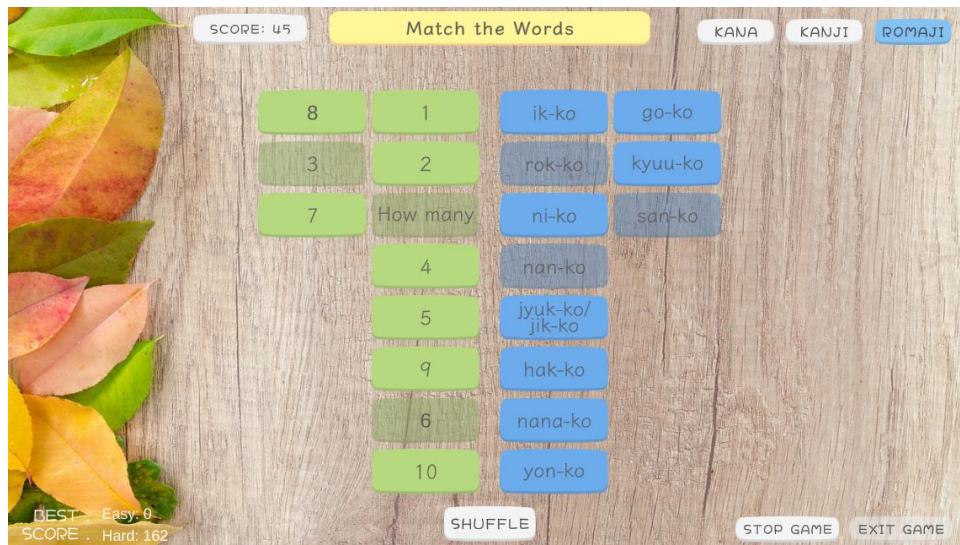 SCORE: 45
Match the Words
KANA
KANJI
ROMAJI
8
1
ik-ko
go-ko
3
2
rok-ko
kyuu-ko
7
How many
ni-ko
san-ko
4
nan-ko
5
jyuk-ko/
jik-ko
9
hak-ko
6
nana-ko
10
yon-ko
BEST
SCORE .
Easy: 0
Hard: 162
SHUFFLE
STOP GAME
EXIT GAME